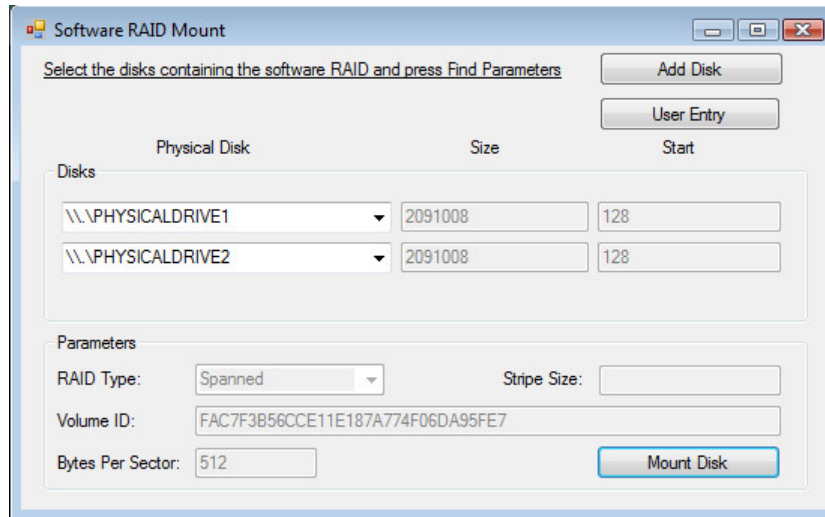 Software RAID Mount
Select the disks containing the software RAID and press Find Parameters
Add Disk
User Entry
Physical Disk Size Start
Disks
\\.\PHYSICALDRIVE1 2091008 128
\\.\PHYSICALDRIVE2 2091008 128
Parameters
RAID Type: Spanned Stripe Size:
Volume ID: FAC7F3B56CCE11E187A774F06DA95FE7
Bytes Per Sector: 512 Mount Disk